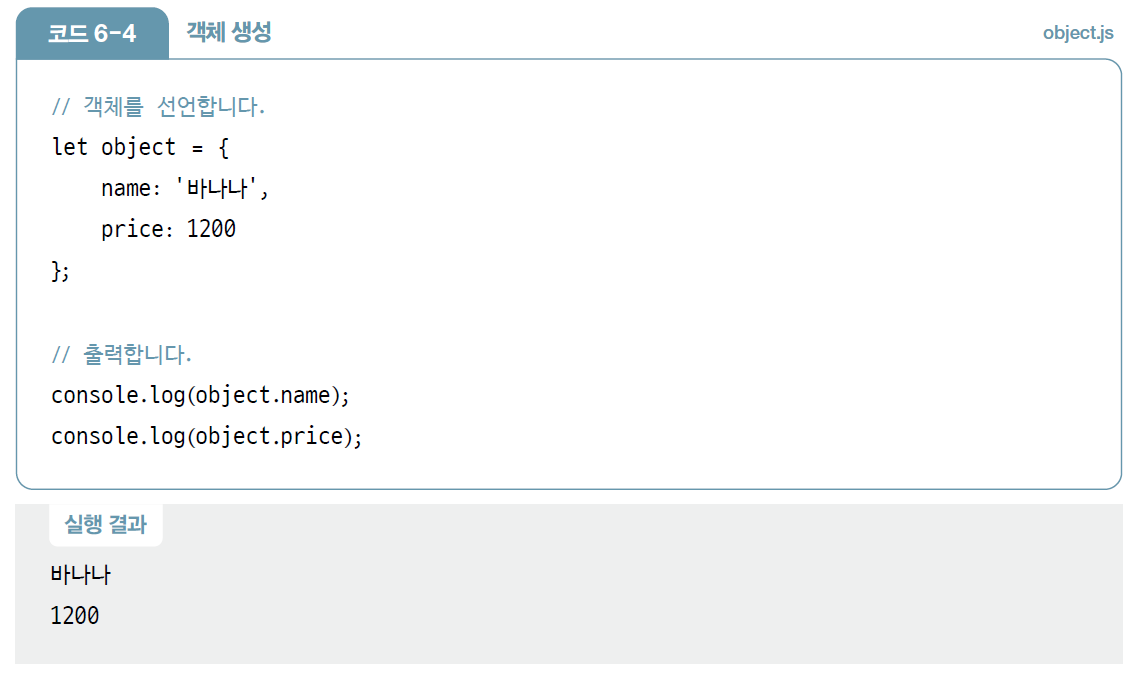 코드 6-4 객체 생성 object.js
// 객체를 선언합니다.
let object = {
    name: '바나나',
    price: 1200
};

// 출력합니다.
console.log(object.name);
console.log(object.price);
실행 결과
바나나
1200